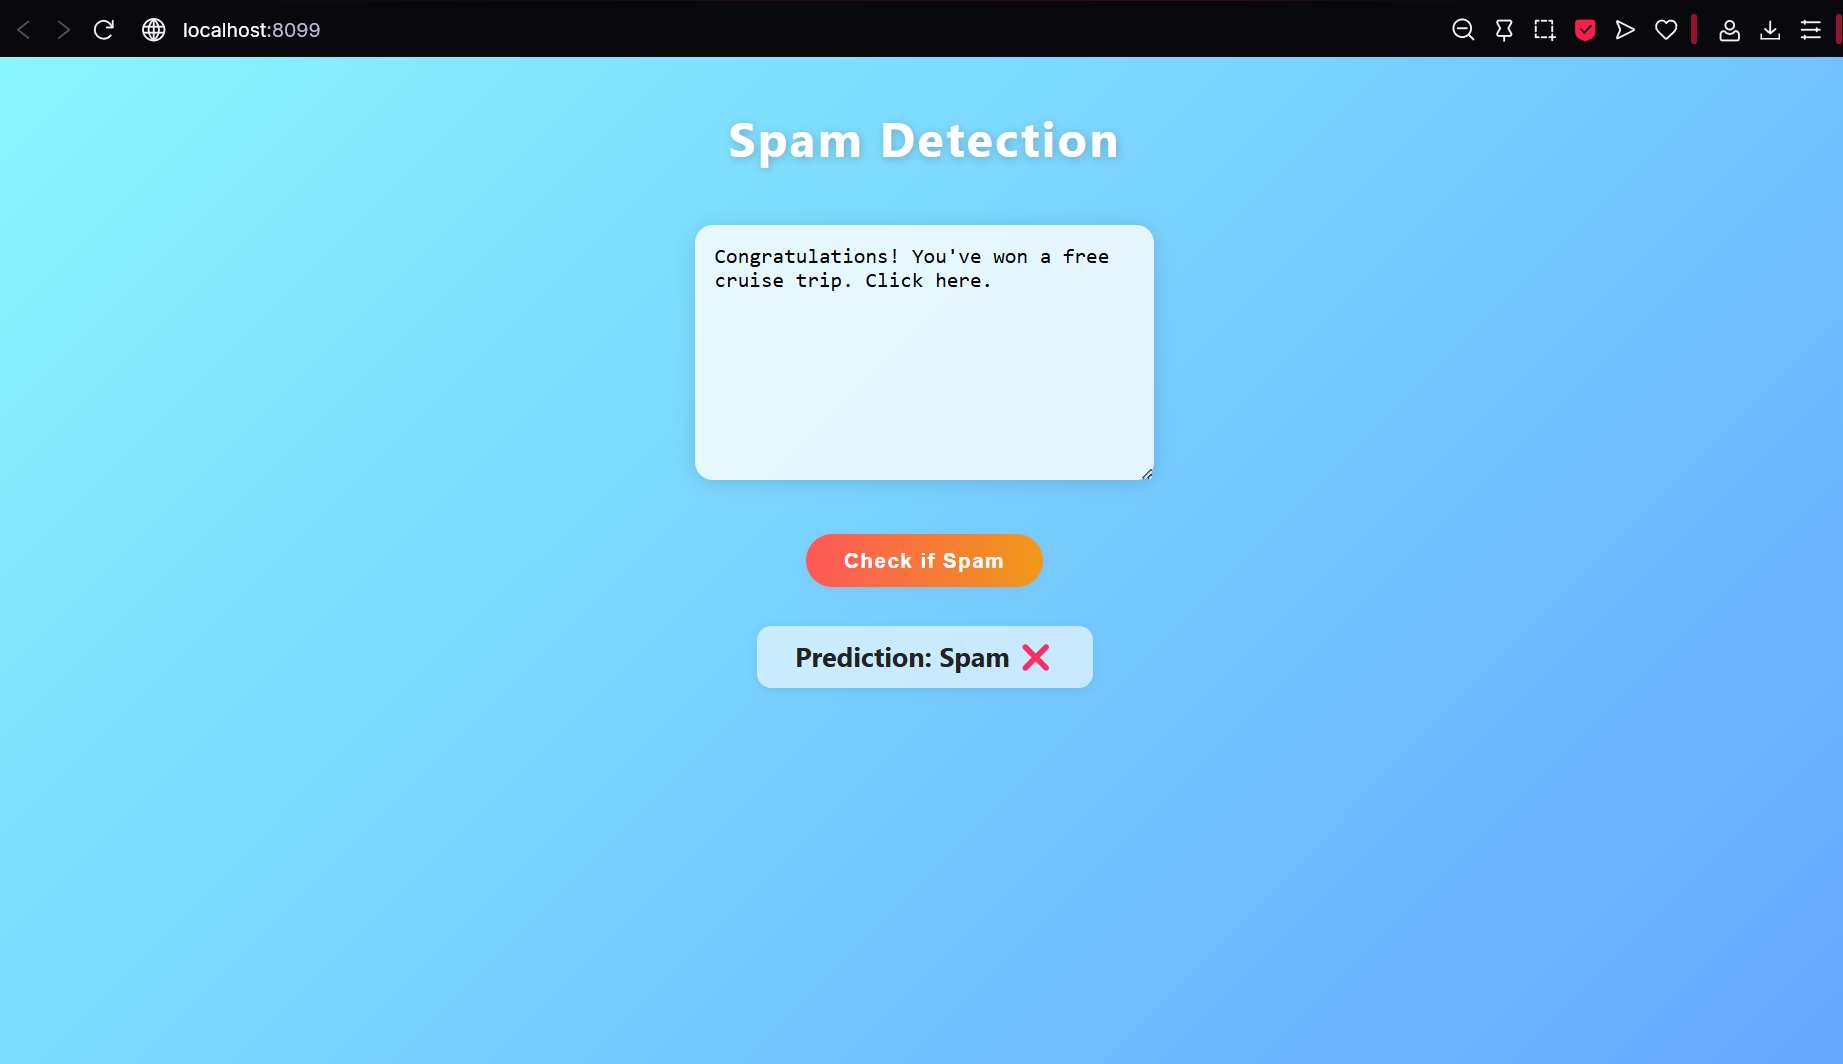 localhost:8099
Spam Detection
Congratulations! You've won a free
cruise trip. Click here.
Check if Spam
Prediction: Spam ❌